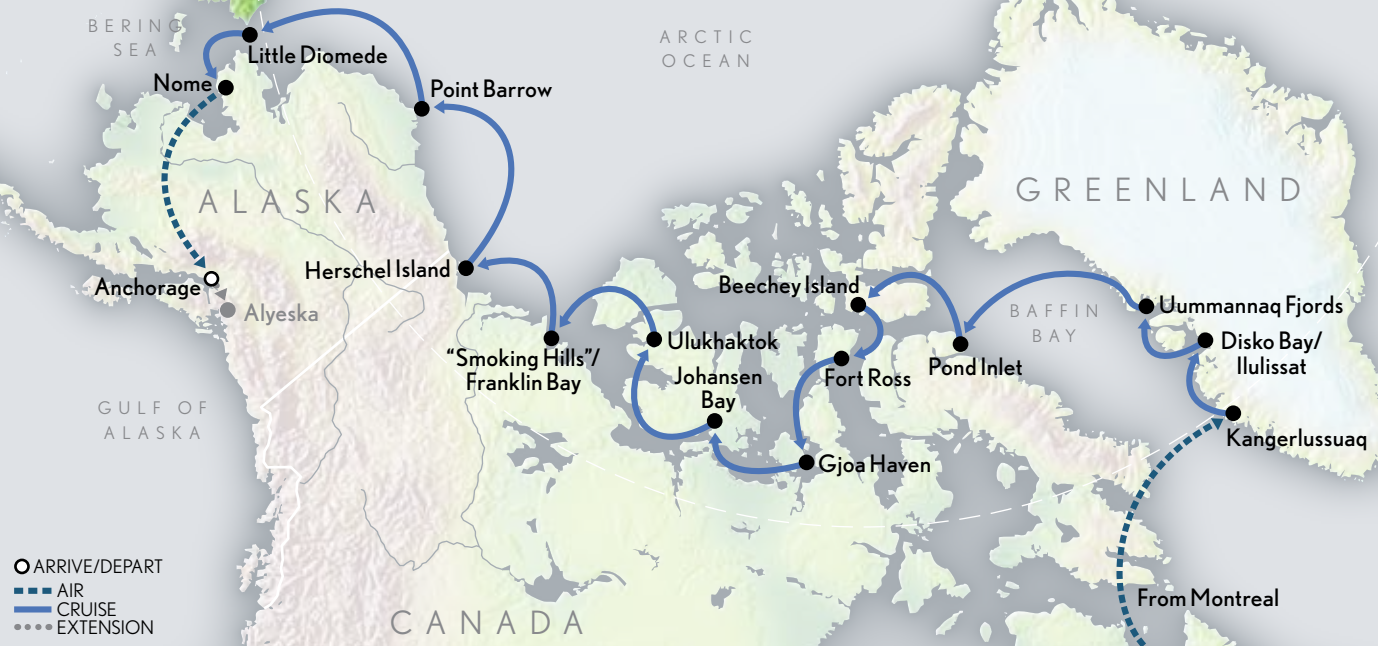 BERING
SEA
Little Diomede
Nome
Point Barrow
ARCTIC
OCEAN
ALASKA
GREENLAND
Herschel Island
Anchorage
Alyeska
Beechey Island
BAFFIN
BAY
Uummannaq Fjords
"Smoking Hills"/
Franklin Bay
Ulukhaktok
Johansen
Bay
Fort Ross
Pond Inlet
Disko Bay/
Ilulissat
GULF OF
ALASKA
Gjoa Haven
Kangerlussuaq
ARRIVE/DEPART
AIR
CRUISE
EXTENSION
CANADA
From Montreal